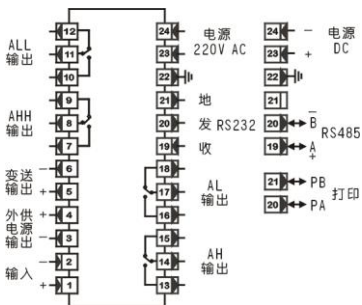 12
ALL
输出
11
10
9
AHH
输出
8
7
变送
输出
－ 6
＋ 5
外供
电源
输出
＋ 4
－ 3
输入
－ 2
＋ 1
24
23
电源
220V AC
22
21 地
20 发 RS232
19 收
18
17
16
AL
输出
15
14
13
AH
输出
24 －
23 ＋
电源
DC
22
21
20 B
19 A
＋
RS485
21 PB
20 PA
打印